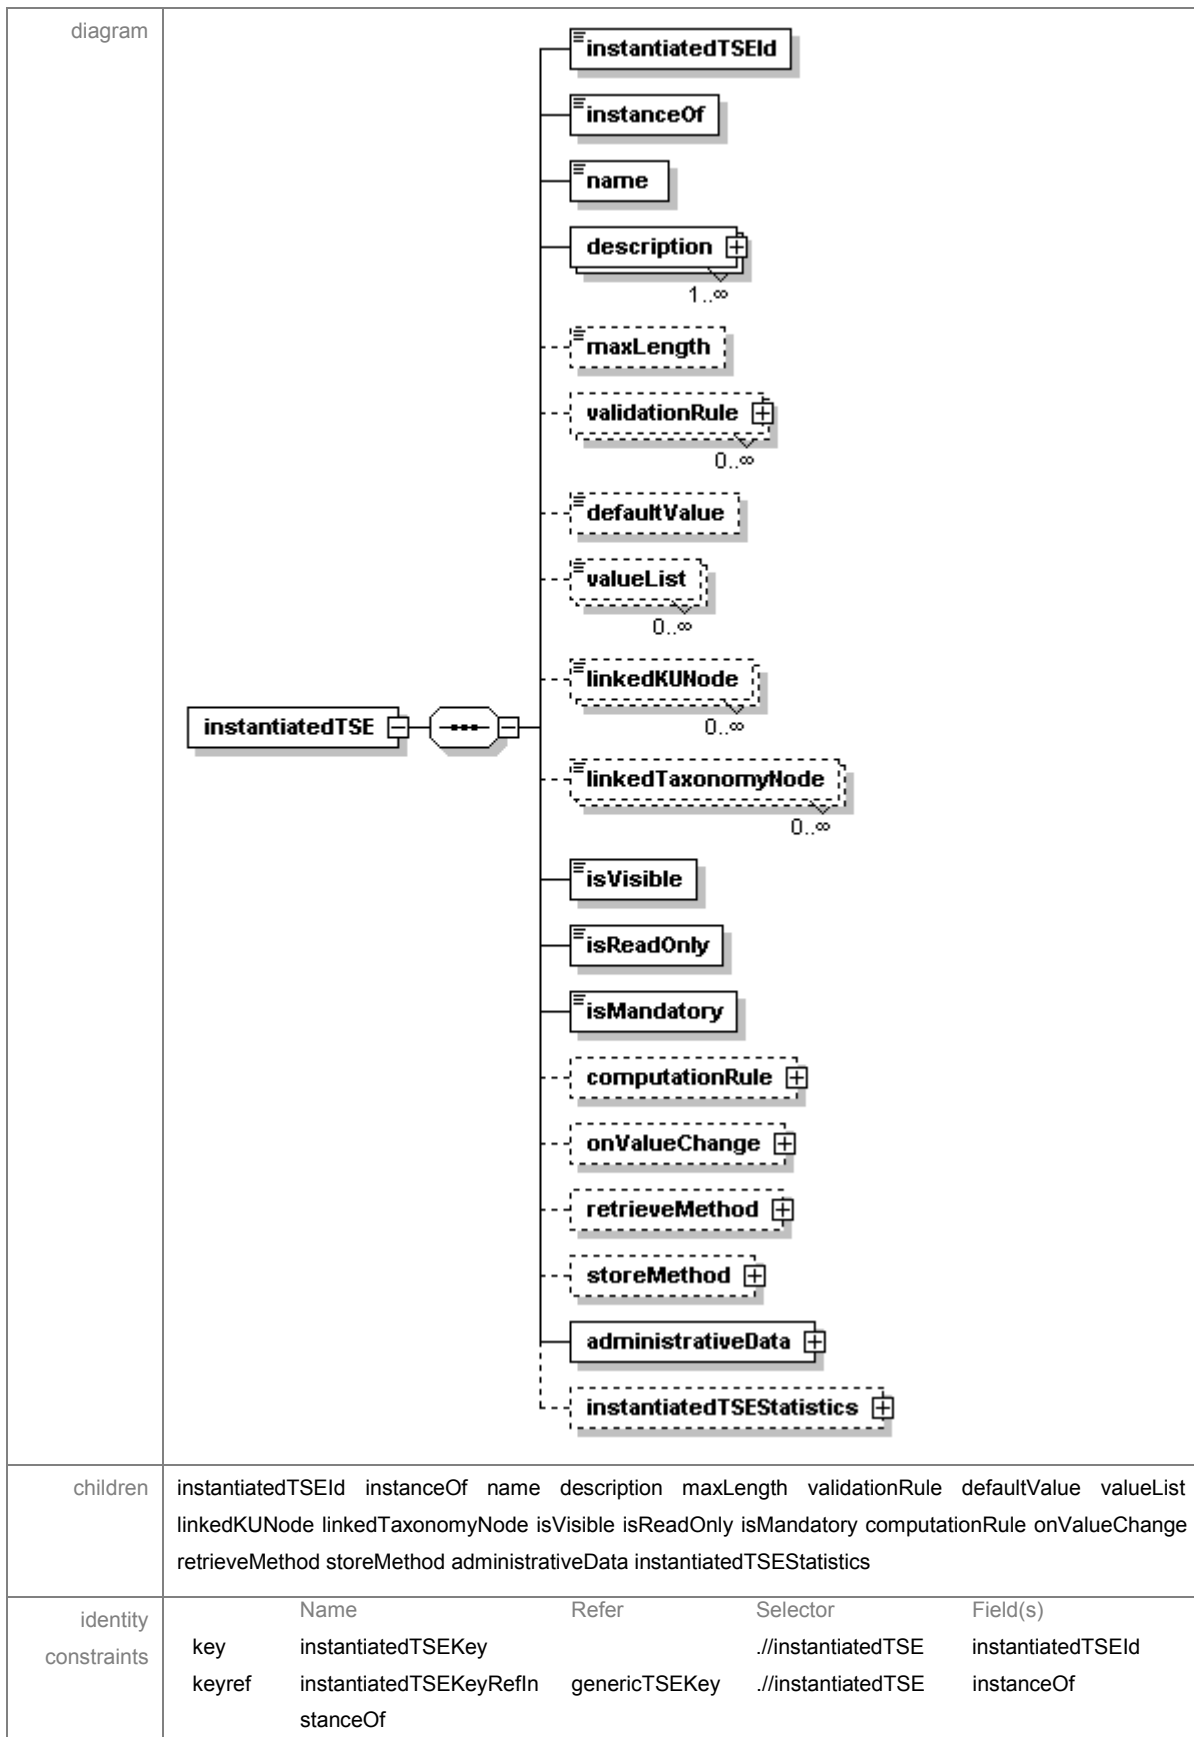 diagram
instantiatedTSEId
instanceOf
name
description
1..∞
maxLength
validationRule
0..∞
defaultValue
valueList
0..∞
linkedKUNode
0..∞
instantiatedTSE
linkedTaxonomyNode
0..∞
isVisible
isReadOnly
isMandatory
computationRule
onValueChange
retrieveMethod
storeMethod
administrativeData
instantiatedTSEStatistics
children
instantiatedTSEId instanceOf name description maxLength validationRule defaultValue valueList
linkedKUNode linkedTaxonomyNode isVisible isReadOnly isMandatory computationRule onValueChange
retrieveMethod storeMethod administrativeData instantiatedTSEStatistics
identity
constraints
Name Refer Selector Field(s)
key instantiatedTSEKey .//instantiatedTSE instantiatedTSEId
keyref instantiatedTSEKeyRefIn genericTSEKey .//instantiatedTSE instanceOf
stanceOf